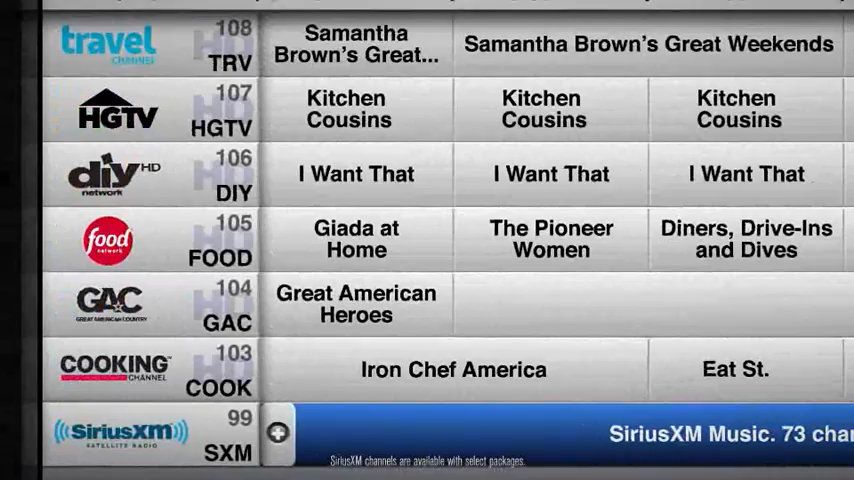 travel
CHANNEL
108
TRV
Samantha
Brown's Great...
Samantha Brown's Great Weekends
HGTV
107
HGTV
Kitchen
Cousins
Kitchen
Cousins
Kitchen
Cousins
diy HD
network
106
DIY
I Want That
I Want That
I Want That
food
network
105
FOOD
Giada at
Home
The Pioneer
Women
Diners, Drive-Ins
and Dives
GAC
GREAT AMERICAN COUNTRY
104
GAC
Great American
Heroes
COOKING
CHANNEL
103
COOK
Iron Chef America
Eat St.
SiriusXM
SATELLITE RADIO
99
SXM
SiriusXM Music. 73 char
SiriusXM channels are available with select packages.